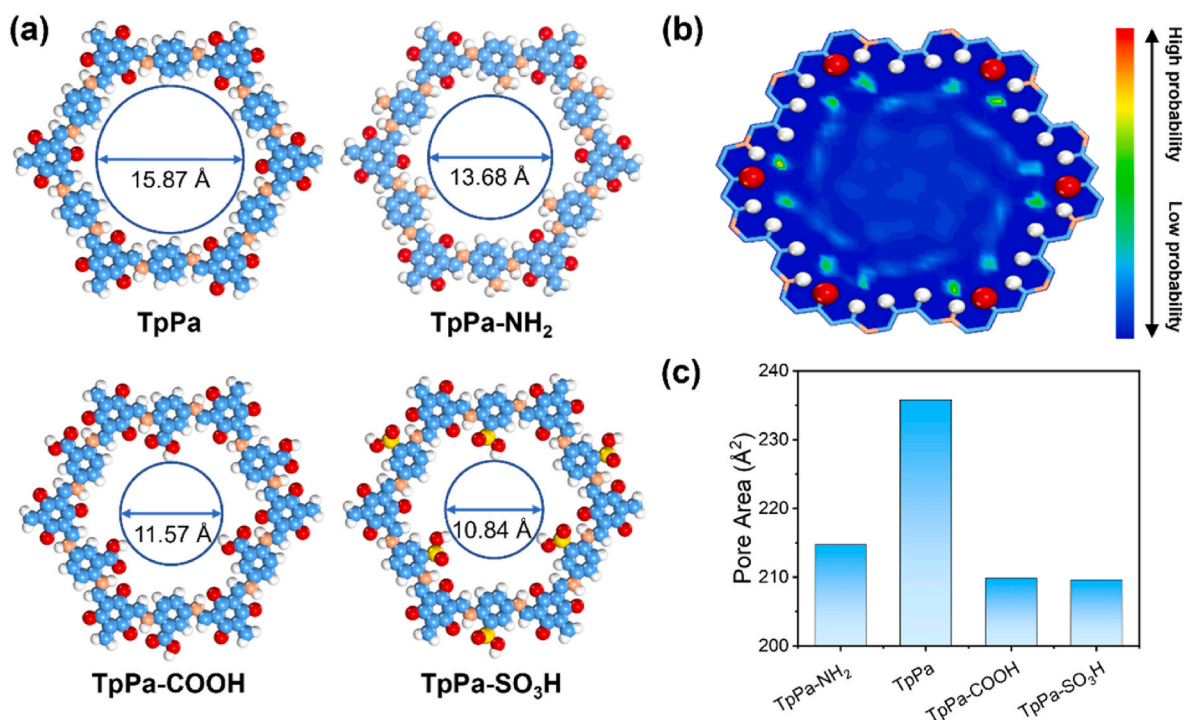 (a)
15.87 Å
TpPa
13.68 Å
TpPa-NH₂
11.57 Å
TpPa-COOH
10.84 Å
TpPa-SO₃H
(b)
High probability
Low probability
(c)
Pore Area (Å²)
240
230
220
210
200
TpPa-NH₂
TpPa
TpPa-COOH
TpPa-SO₃H